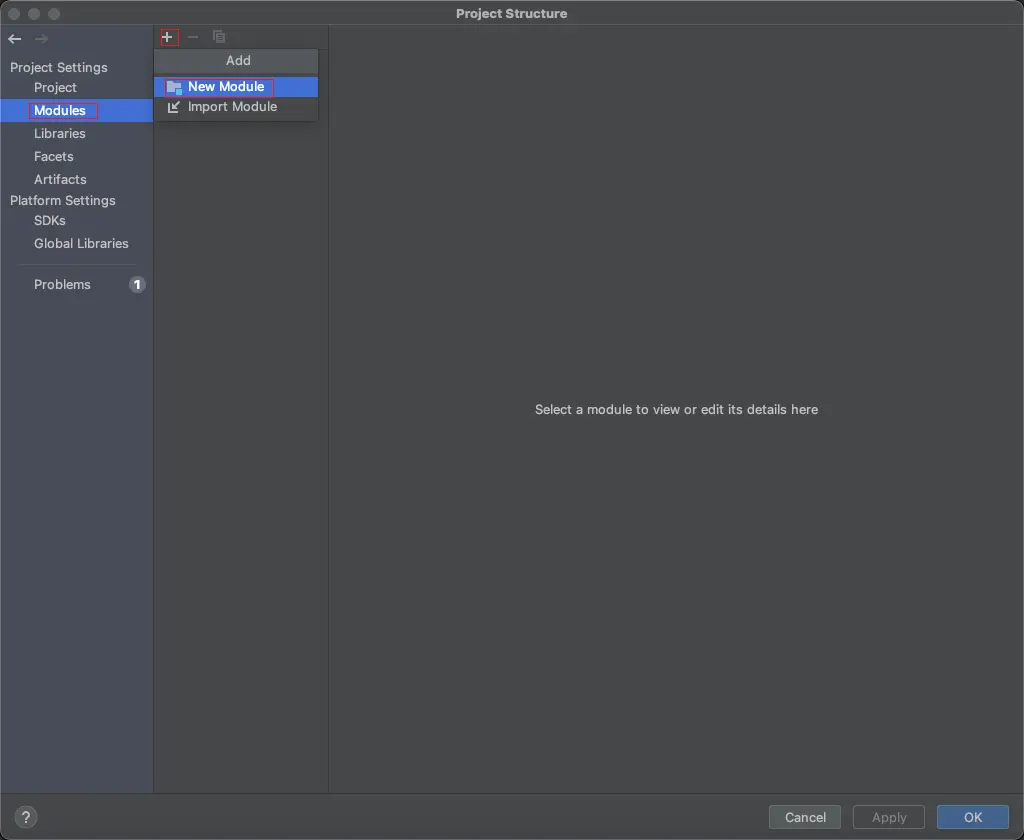 Project Structure
Project Settings
Project
Modules
Libraries
Facets
Artifacts
Platform Settings
SDKs
Global Libraries
Problems 1
Add
New Module
Import Module
Select a module to view or edit its details here
? Cancel Apply OK